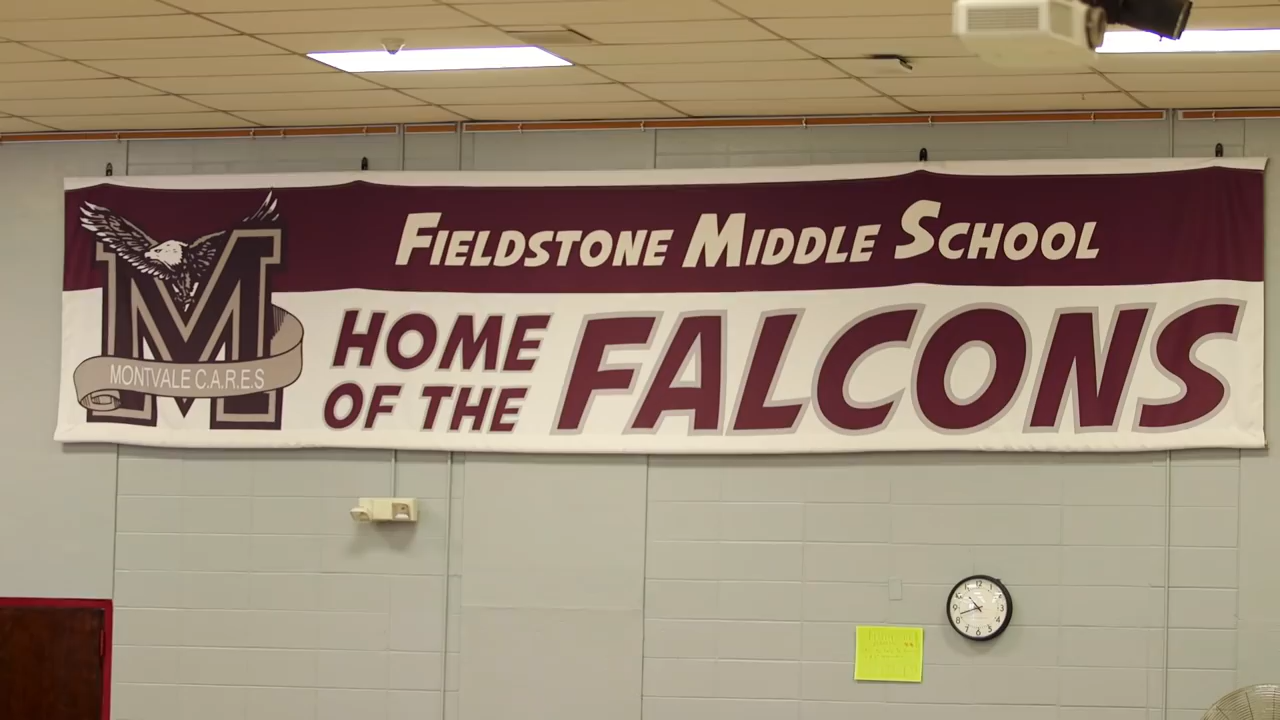 FIELDSTONE MIDDLE SCHOOL
M
MONTVALE C.A.R.E.S
HOME
OF THE
FALCONS